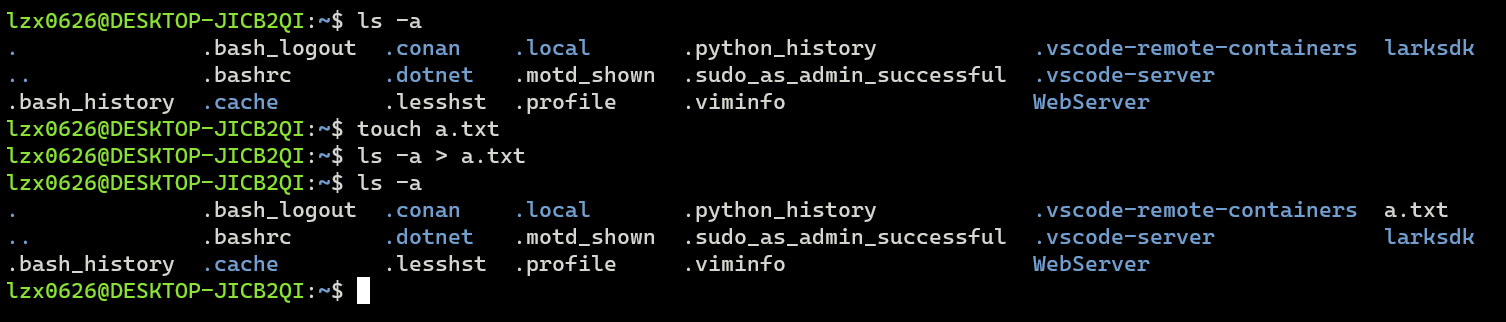 lzx0626@DESKTOP-JICB2QI:~$ ls -a
.               .bash_logout  .conan   .local       .python_history            .vscode-remote-containers  larksdk
..              .bashrc       .dotnet  .motd_shown  .sudo_as_admin_successful  .vscode-server
.bash_history  .cache        .lesshst  .profile     .viminfo                   WebServer
lzx0626@DESKTOP-JICB2QI:~$ touch a.txt
lzx0626@DESKTOP-JICB2QI:~$ ls -a > a.txt
lzx0626@DESKTOP-JICB2QI:~$ ls -a
.               .bash_logout  .conan   .local       .python_history            .vscode-remote-containers  a.txt
..              .bashrc       .dotnet  .motd_shown  .sudo_as_admin_successful  .vscode-server             larksdk
.bash_history  .cache        .lesshst  .profile     .viminfo                   WebServer
lzx0626@DESKTOP-JICB2QI:~$